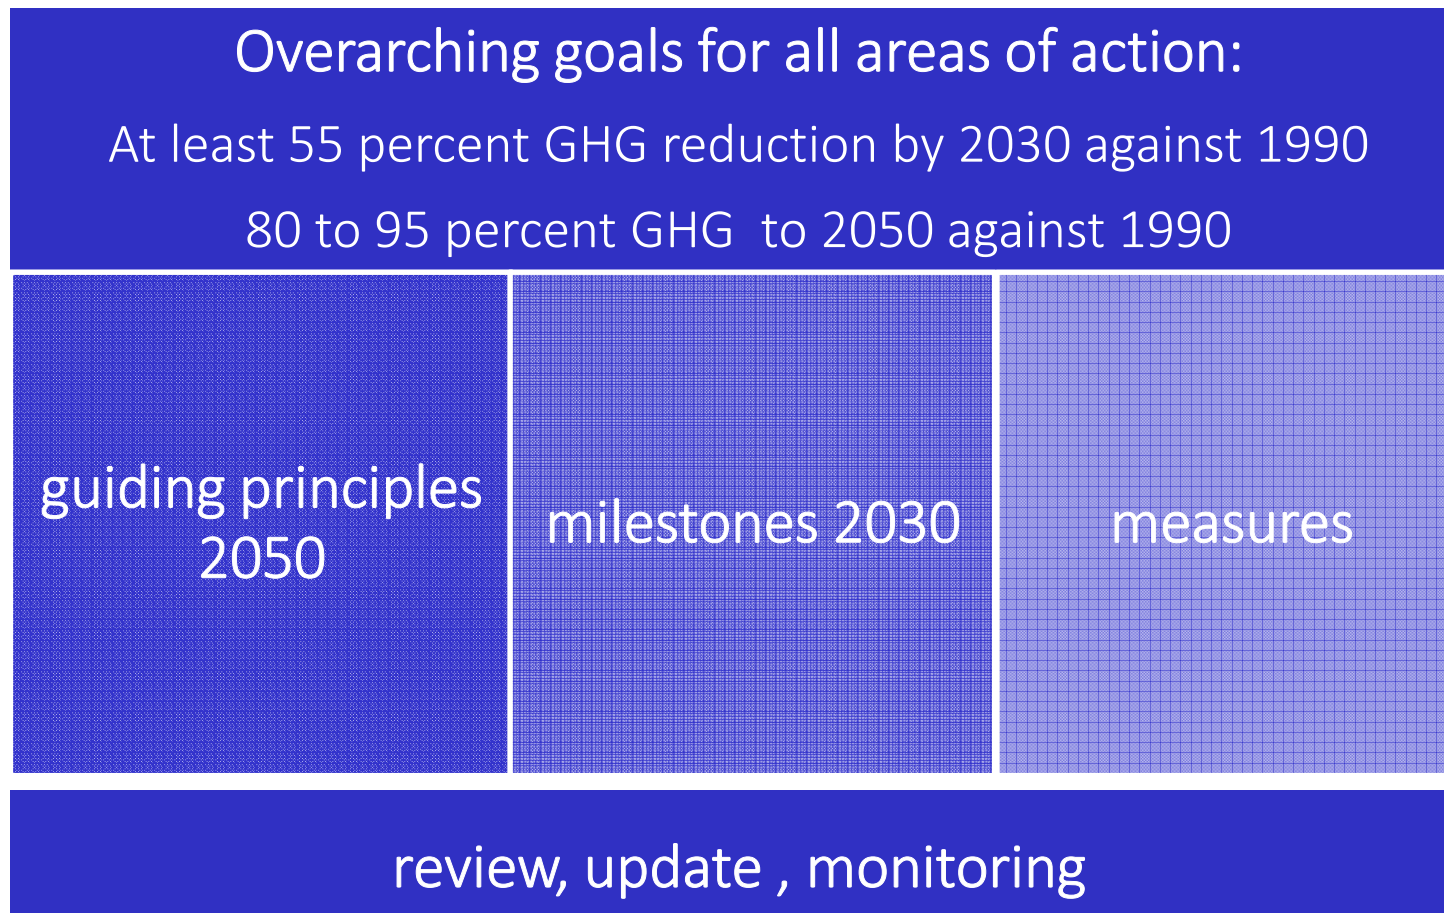 Overarching goals for all areas of action:
At least 55 percent GHG reduction by 2030 against 1990
80 to 95 percent GHG  to 2050 against 1990
guiding principles
2050
milestones 2030
measures
review, update , monitoring